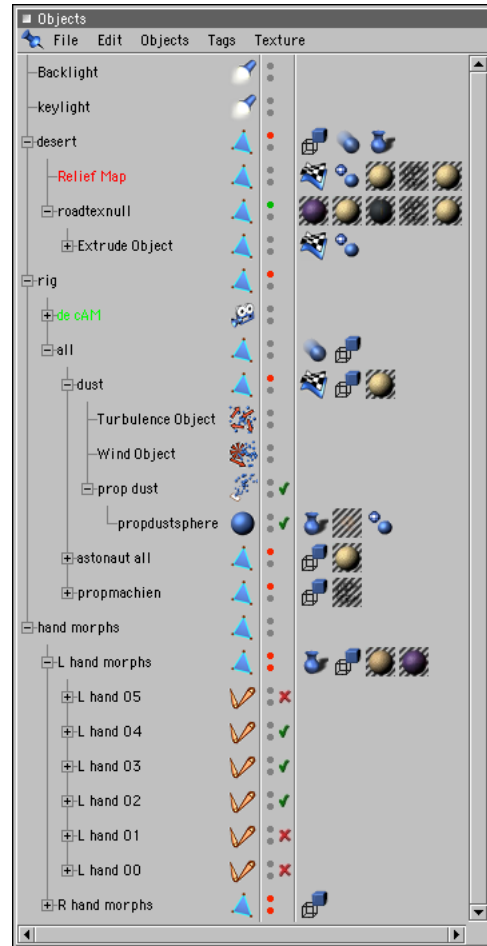 Objects
File Edit Objects Tags Texture
Backlight
keylight
desert
Relief Map
roadtexnull
Extrude Object
rig
de cAM
all
dust
Turbulence Obje
Wind Object
prop dust
propdustsphere
astonaut all
propmachien
hand morphs
L hand morphs
L hand 05
L hand 04
L hand 03
L hand 02
L hand 01
L hand 00
R hand morphs